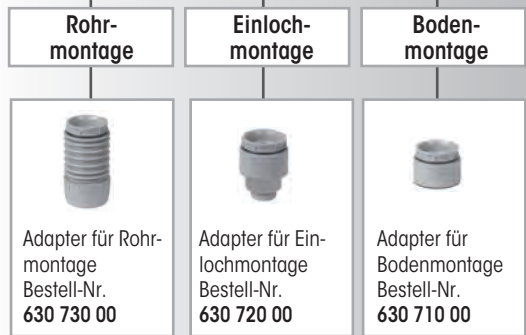 Rohr-
montage
Einloch-
montage
Boden-
montage
Adapter für Rohr-
montage
Bestell-Nr.
630 730 00
Adapter für Ein-
lochmontage
Bestell-Nr.
630 720 00
Adapter für
Bodenmontage
Bestell-Nr.
630 710 00